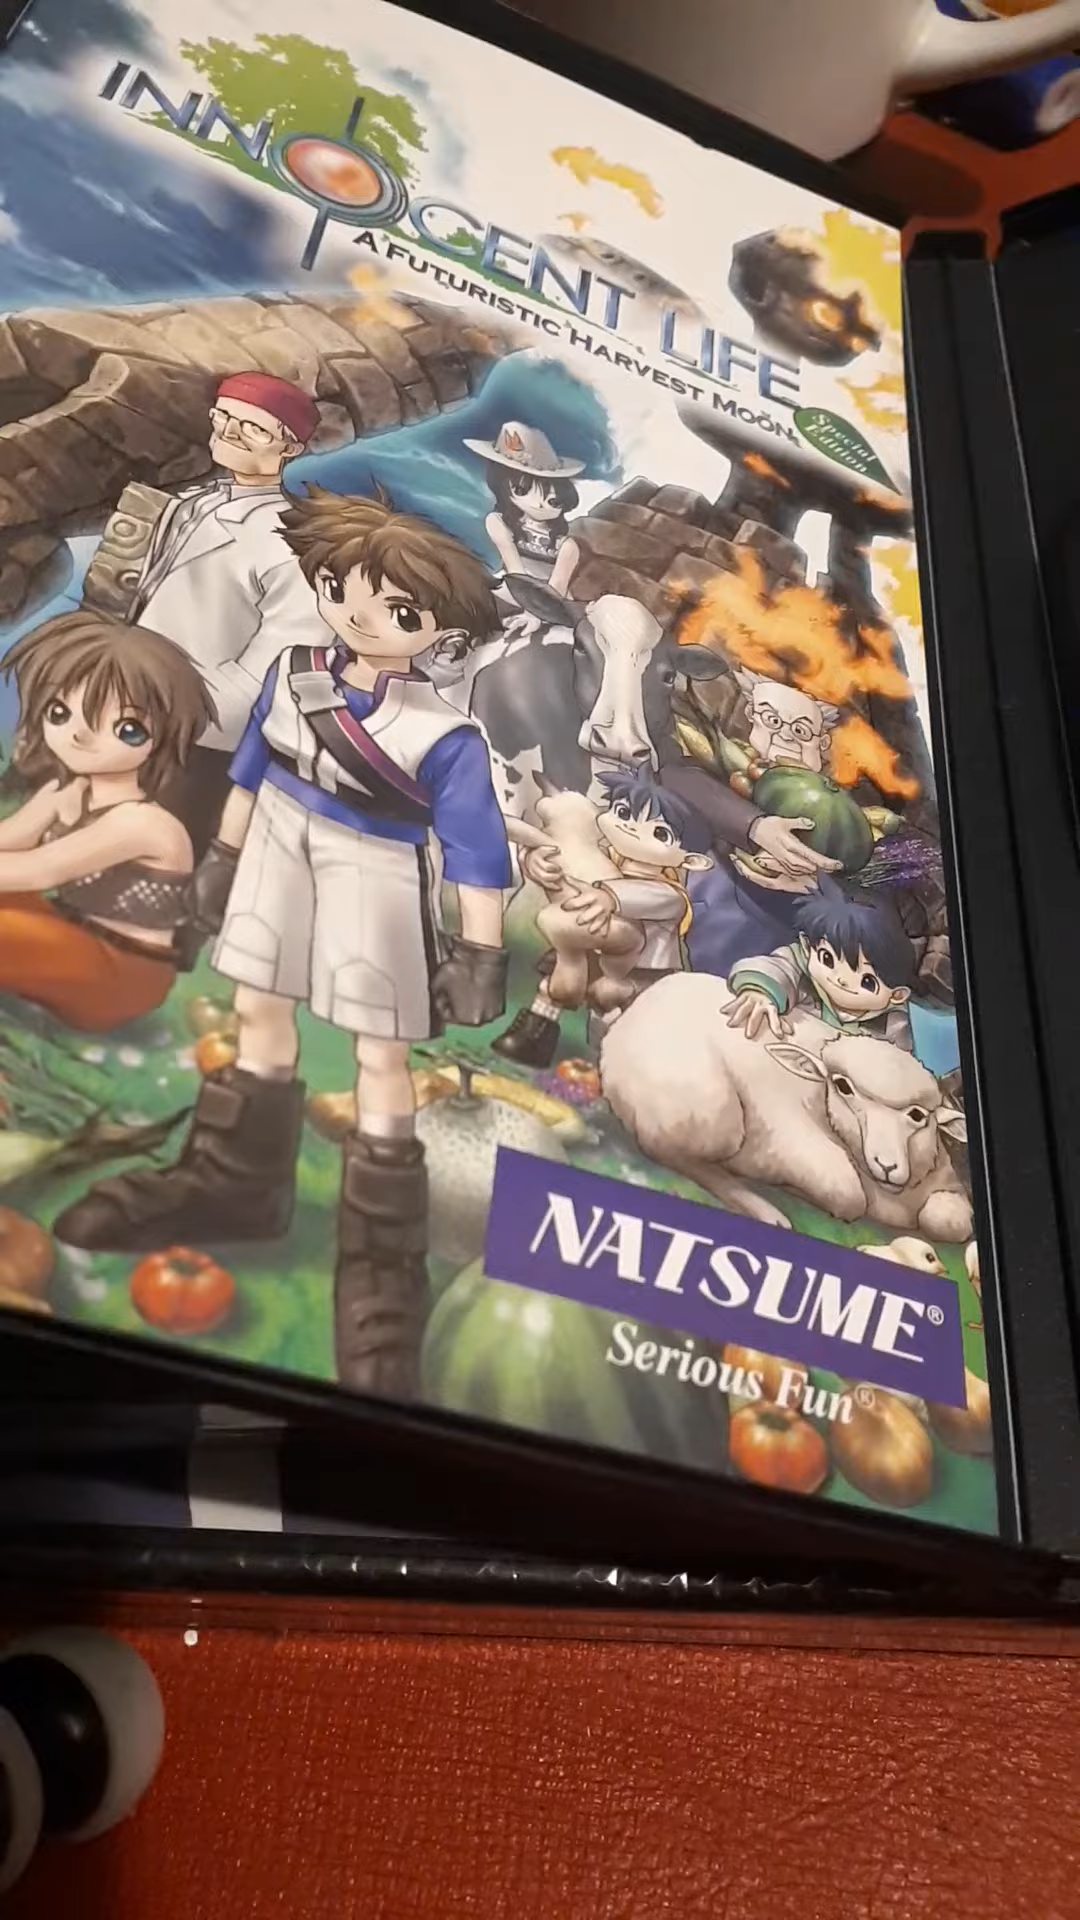 INNOCENT LIFE
A FUTURISTIC HARVEST MOON
Special
Edition
NATSUME®
Serious Fun®